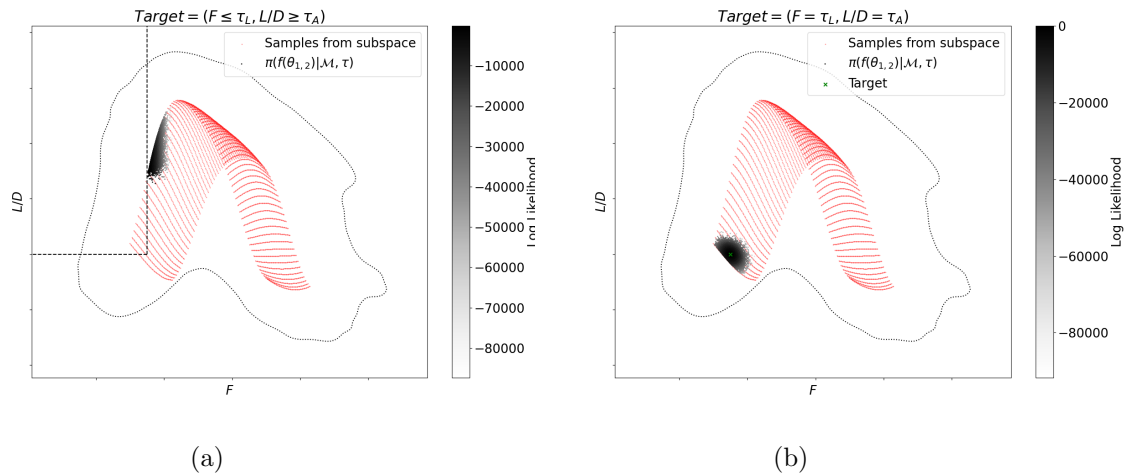 Target = (F ≤ τ_L, L/D ≥ τ_A)
Samples from subspace
π(f(θ_{1,2})|ℳ, τ)
L/D
F
−10000
−20000
−30000
−40000
−50000
−60000
−70000
−80000
Log Likelihood
(a)
Target = (F = τ_L, L/D = τ_A)
Samples from subspace
π(f(θ_{1,2})|ℳ, τ)
Target
L/D
F
0
−20000
−40000
−60000
−80000
Log Likelihood
(b)